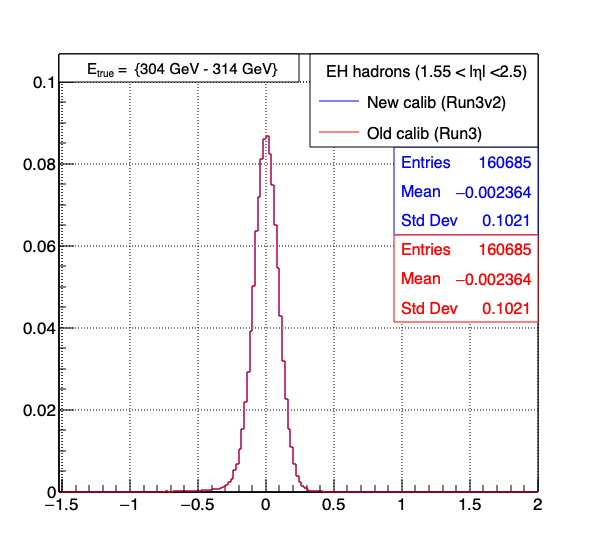 E_true = {304 GeV - 314 GeV}
EH hadrons (1.55 < |η| <2.5)
New calib (Run3v2)
Old calib (Run3)
Entries 160685
Mean −0.002364
Std Dev 0.1021
Entries 160685
Mean −0.002364
Std Dev 0.1021
0.1
0.08
0.06
0.04
0.02
0
−1.5 −1 −0.5 0 0.5 1 1.5 2